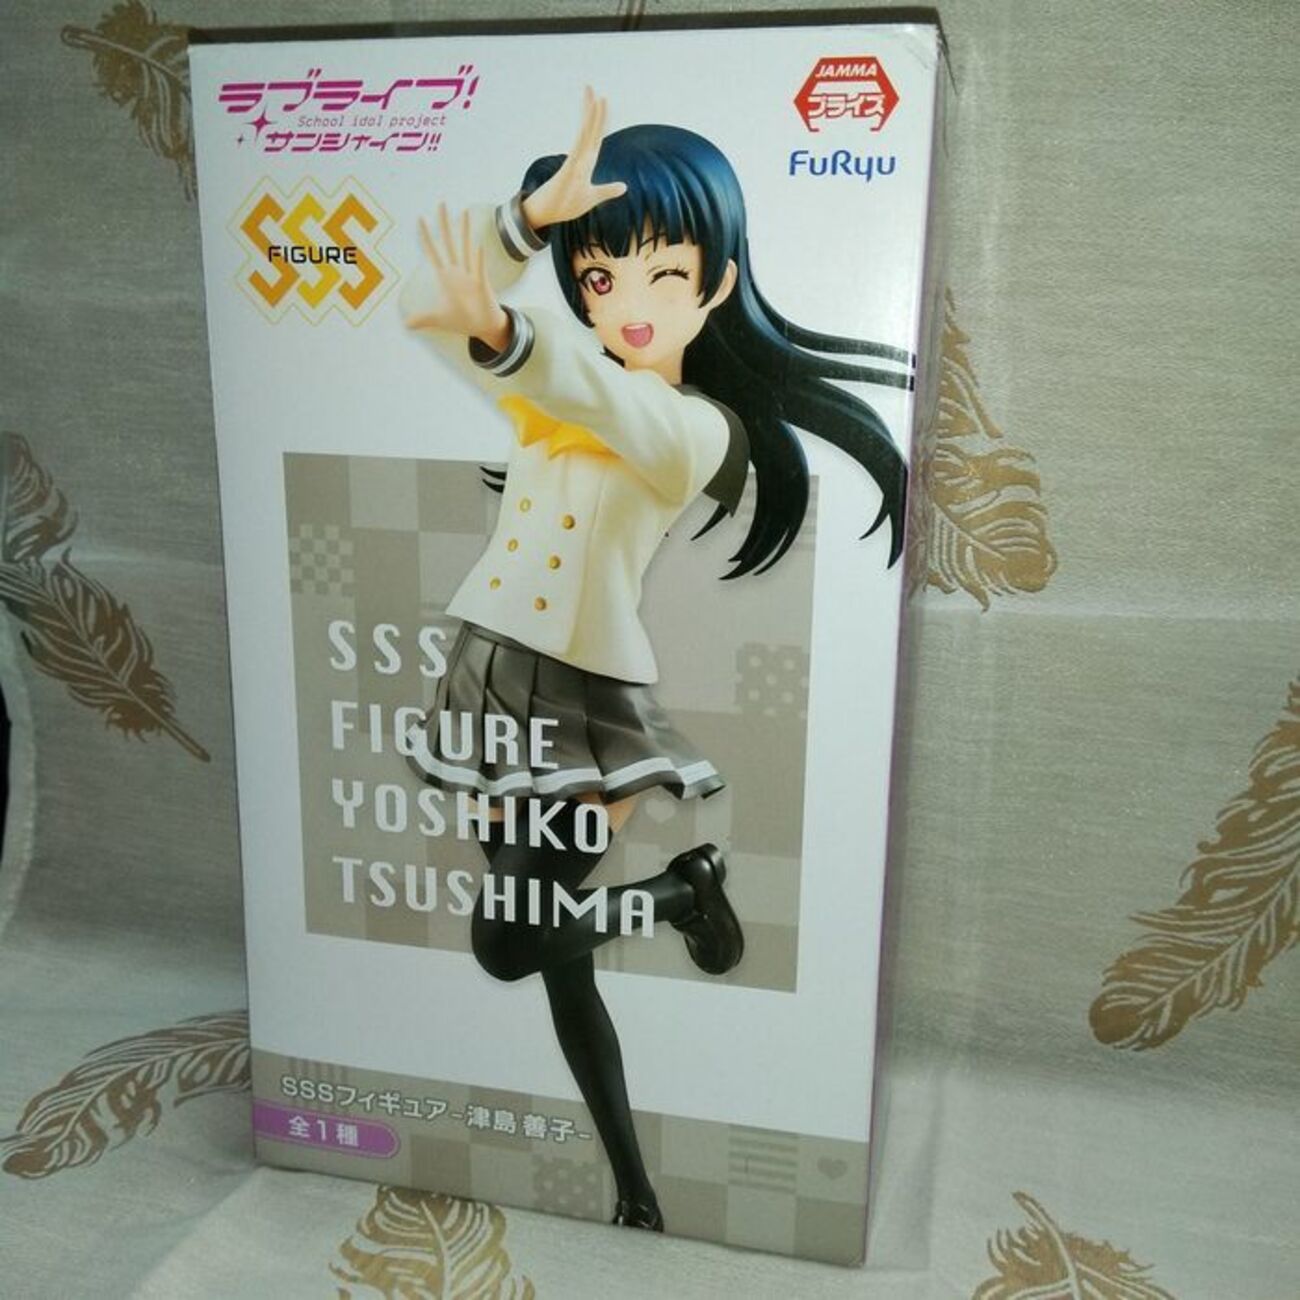 ラブライブ!
School idol project
サンシャイン!!
JAMMA
プライズ
FuRyu
SSS
FIGURE
SSS
FIGURE
YOSHIKO
TSUSHIMA
SSSフィギュア-津島善子-
全1種